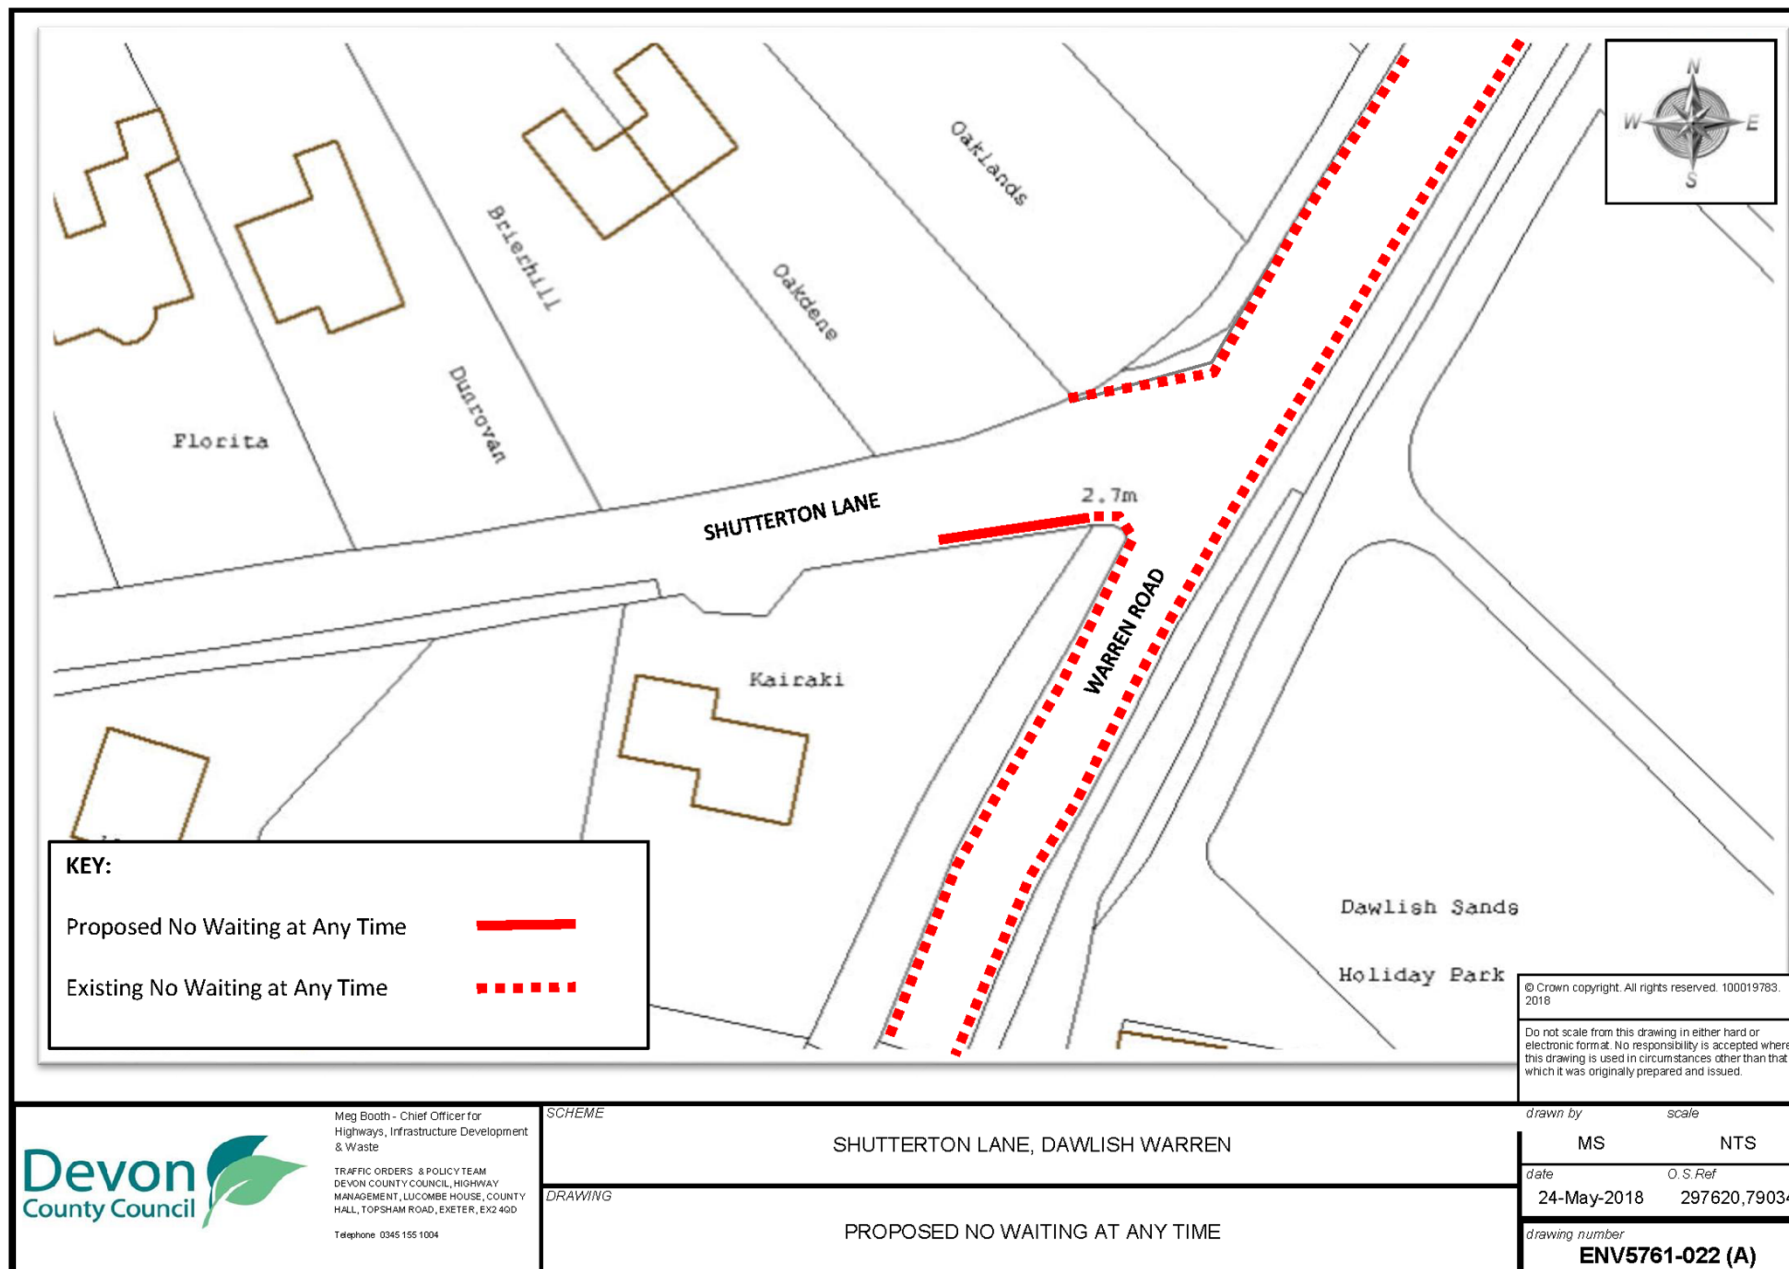 N
W
E
S
Oaklands
Brierhill
Oakdene
Dunrovan
Florita
SHUTTERTON LANE
2.7m
WARREN ROAD
Kairaki
KEY:
Proposed No Waiting at Any Time
Existing No Waiting at Any Time
Dawlish Sands
Holiday Park
© Crown copyright. All rights reserved. 100019783.
2018
Do not scale from this drawing in either hard or
electronic format. No responsibility is accepted where
this drawing is used in circumstances other than that
which it was originally prepared and issued.
Devon
County Council
Meg Booth - Chief Officer for
Highways, Infrastructure Development
& Waste
TRAFFIC ORDERS & POLICY TEAM
DEVON COUNTY COUNCIL, HIGHWAY
MANAGEMENT, LUCOMBE HOUSE, COUNTY
HALL, TOPSHAM ROAD, EXETER, EX2 4QD
Telephone 0345 155 1004
SCHEME
SHUTTERTON LANE, DAWLISH WARREN
DRAWING
PROPOSED NO WAITING AT ANY TIME
drawn by scale
MS NTS
date O.S.Ref
24-May-2018 297620,79034
drawing number
ENV5761-022 (A)